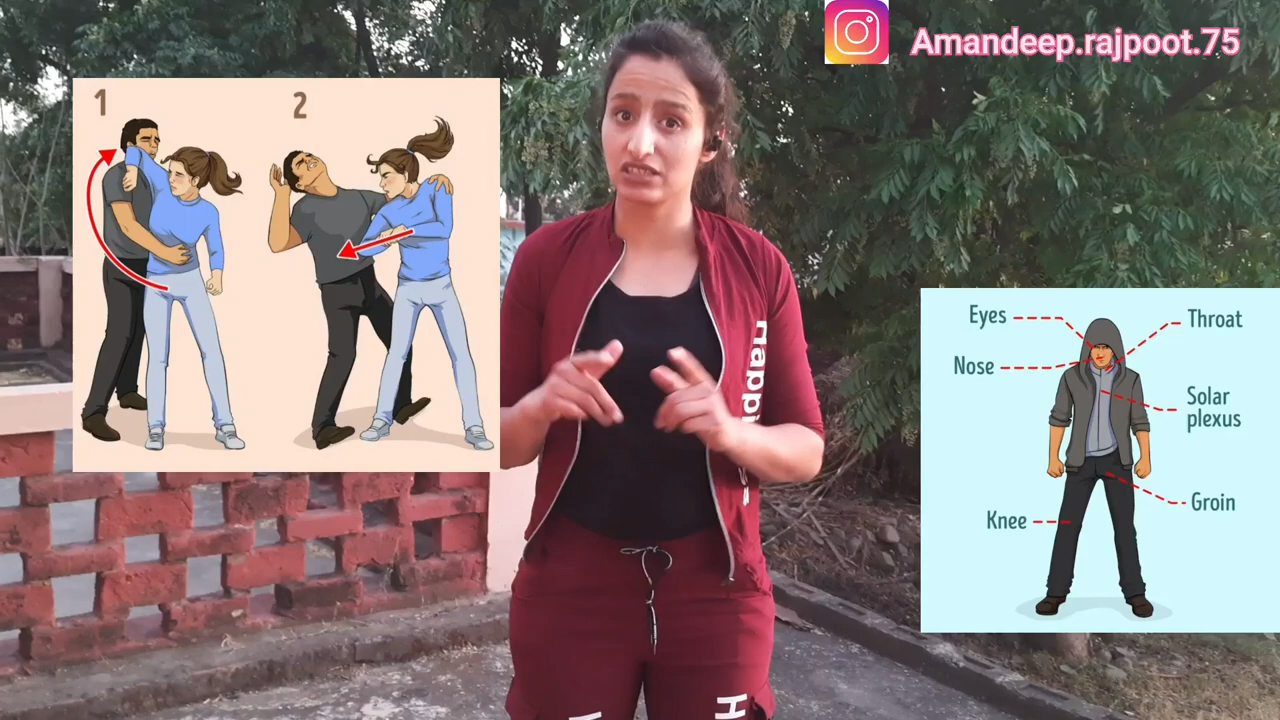 Amandeep.rajpoot.75
1
2
Eyes
Throat
Nose
Solar
plexus
Groin
Knee
H